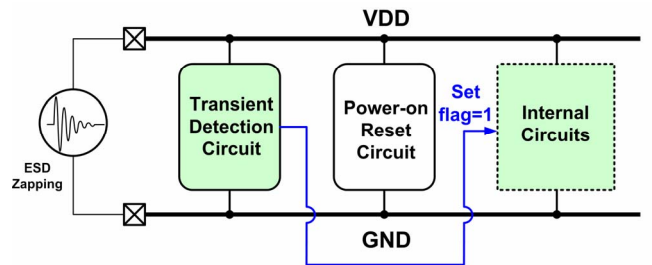 VDD
Transient
Detection
Circuit
Power-on
Reset
Circuit
Set
flag=1
Internal
Circuits
ESD
Zapping
GND